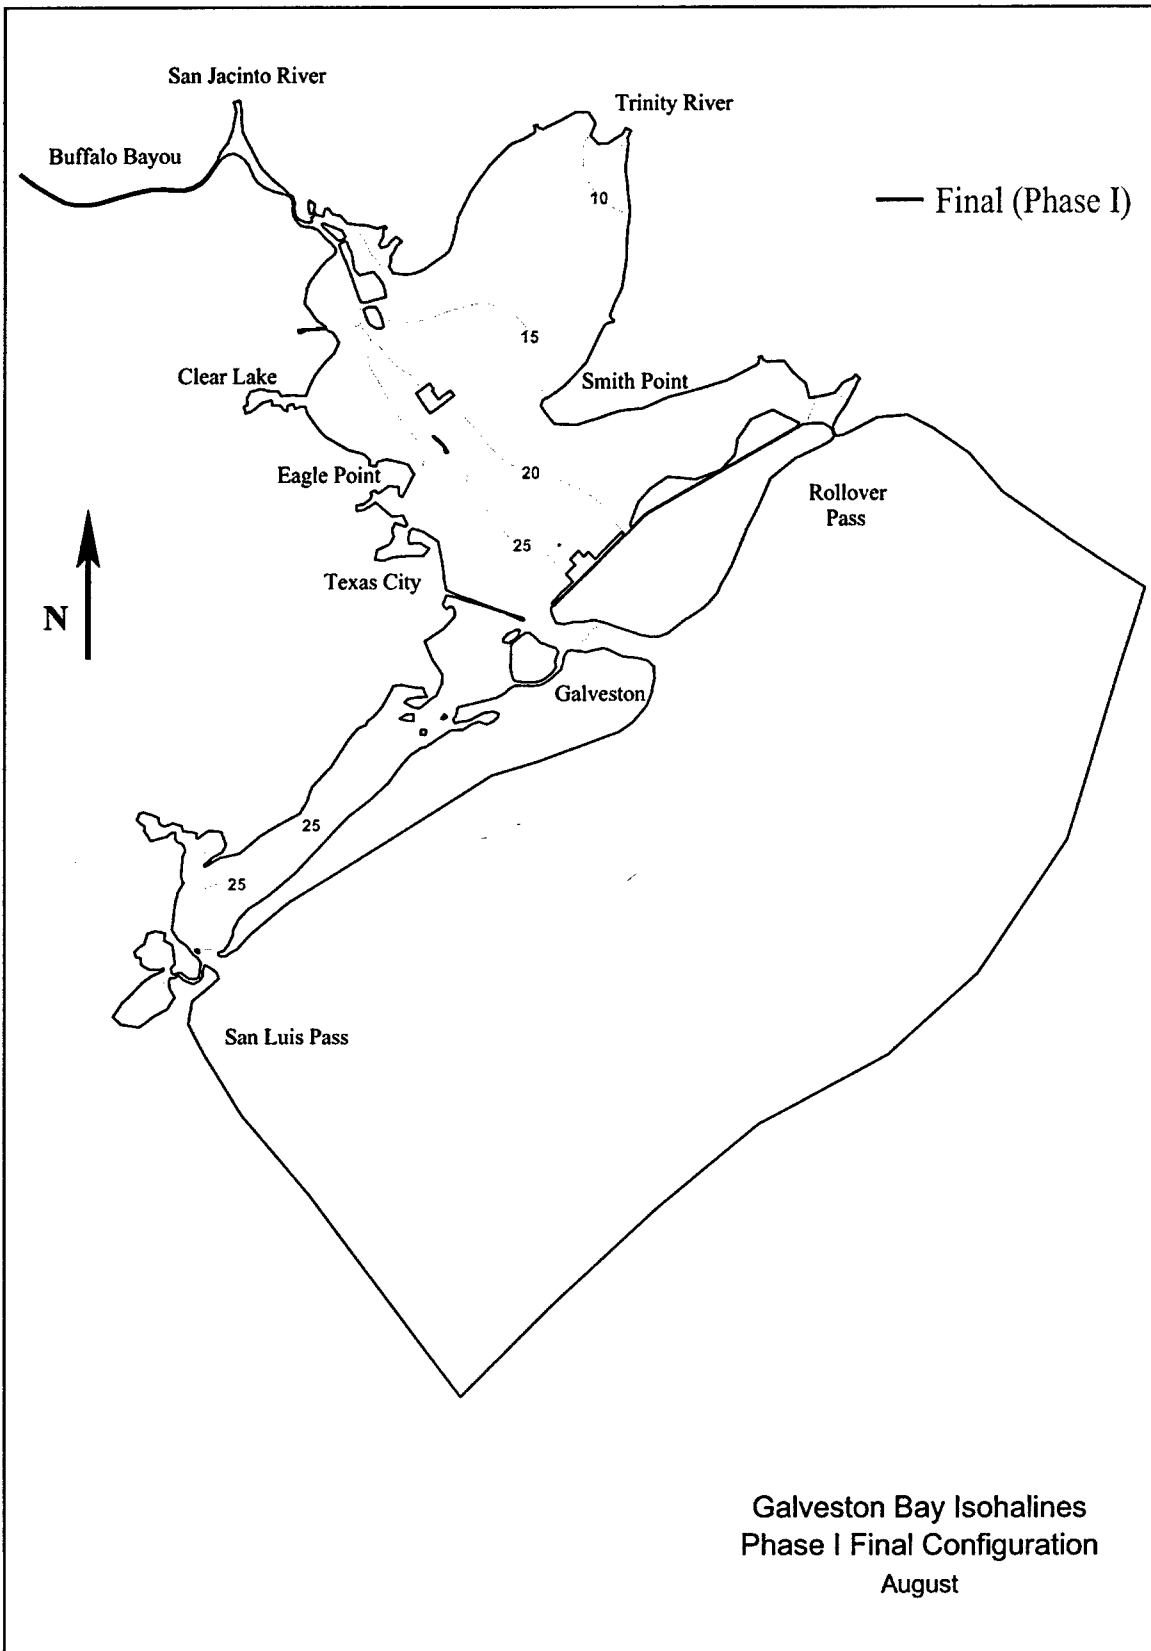 San Jacinto River
Trinity River
Buffalo Bayou
10
Final (Phase I)
15
Clear Lake
Smith Point
Eagle Point
20
Rollover
Pass
25
Texas City
N
Galveston
25
25
San Luis Pass
Galveston Bay Isohalines
Phase I Final Configuration
August